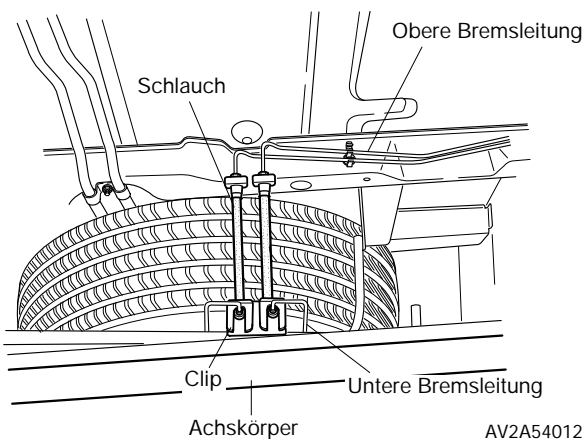 Obere Bremsleitung
Schlauch
Clip
Untere Bremsleitung
Achskörper
AV2A54012